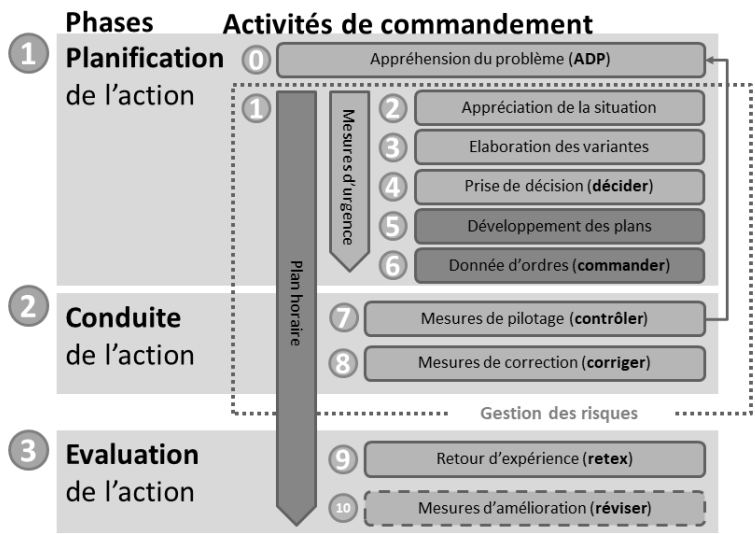 Phases
Activités de commandement
1
Planification
de l’action
0
Appréhension du problème (ADP)
1
Plan horaire
Mesures d’urgence
2
Appréciation de la situation
3
Elaboration des variantes
4
Prise de décision (décider)
5
Développement des plans
6
Donnée d’ordres (commander)
2
Conduite
de l’action
7
Mesures de pilotage (contrôler)
8
Mesures de correction (corriger)
Gestion des risques
3
Evaluation
de l’action
9
Retour d’expérience (retex)
10
Mesures d’amélioration (réviser)